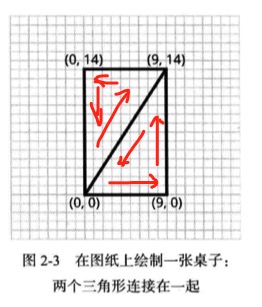 (0, 14) (9, 14)
(0, 0) (9, 0)
图 2-3 在图纸上绘制一张桌子：
两个三角形连接在一起